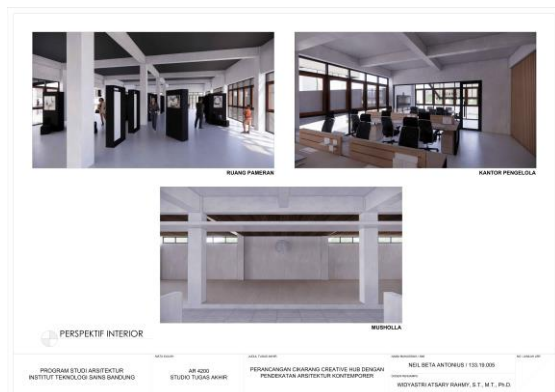 RUANG PAMERAN
KANTOR PENGELOLA
MUSHOLLA
PERSPEKTIF INTERIOR
PROGRAM STUDI ARSITEKTUR
INSTITUT TEKNOLOGI SAINS BANDUNG
AR 4200
STUDIO TUGAS AKHIR
PERANCANGAN CIKARANG CREATIVE HUB DENGAN
PENDEKATAN ARSITEKTUR KONTEMPORER
NEIL BETA ANTONIUS / 133.19.005
WIDYASTRI ATSARY RAHMY, S.T., M.T., Ph.D.